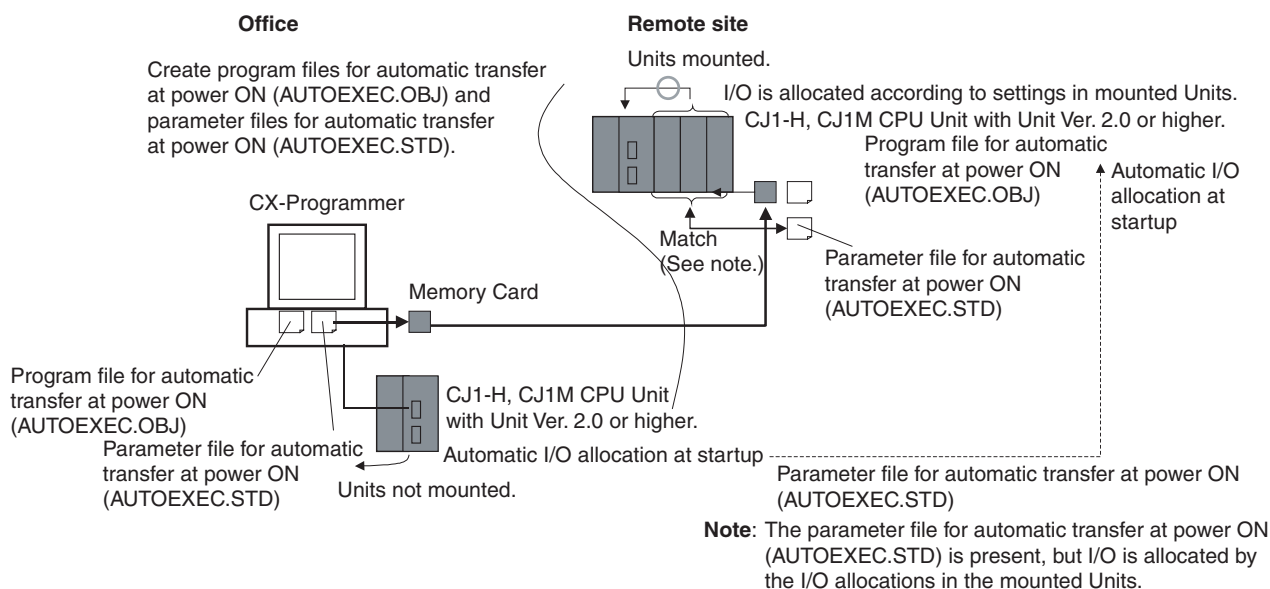 Office
Remote site
Create program files for automatic transfer
at power ON (AUTOEXEC.OBJ) and
parameter files for automatic transfer
at power ON (AUTOEXEC.STD).
Units mounted.
I/O is allocated according to settings in mounted Units.
CJ1-H, CJ1M CPU Unit with Unit Ver. 2.0 or higher.
Program file for automatic
transfer at power ON
(AUTOEXEC.OBJ)
Automatic I/O
allocation at
startup
Match
(See note.)
Parameter file for automatic
transfer at power ON
(AUTOEXEC.STD)
CX-Programmer
Memory Card
Program file for automatic
transfer at power ON
(AUTOEXEC.OBJ)
Parameter file for automatic
transfer at power ON
(AUTOEXEC.STD)
CJ1-H, CJ1M CPU Unit
with Unit Ver. 2.0 or higher.
Automatic I/O allocation at startup
Units not mounted.
Parameter file for automatic transfer at power ON
(AUTOEXEC.STD)
Note: The parameter file for automatic transfer at power ON
(AUTOEXEC.STD) is present, but I/O is allocated by
the I/O allocations in the mounted Units.